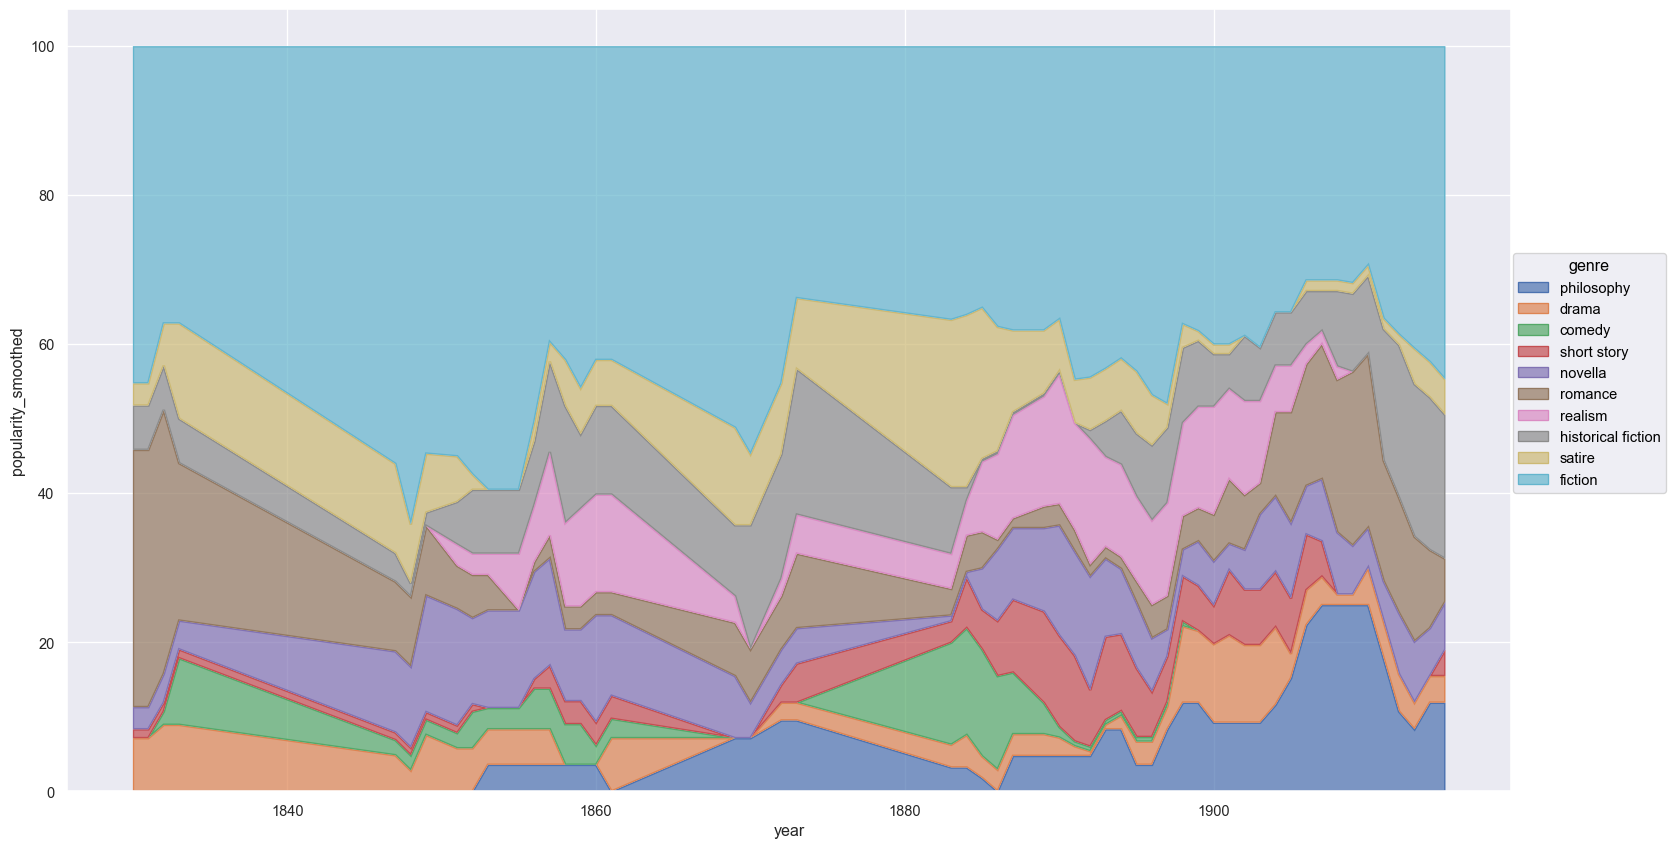 100
80
60
40
20
0
popularity_smoothed
1840
1860
1880
1900
year
genre
philosophy
drama
comedy
short story
novella
romance
realism
historical fiction
satire
fiction